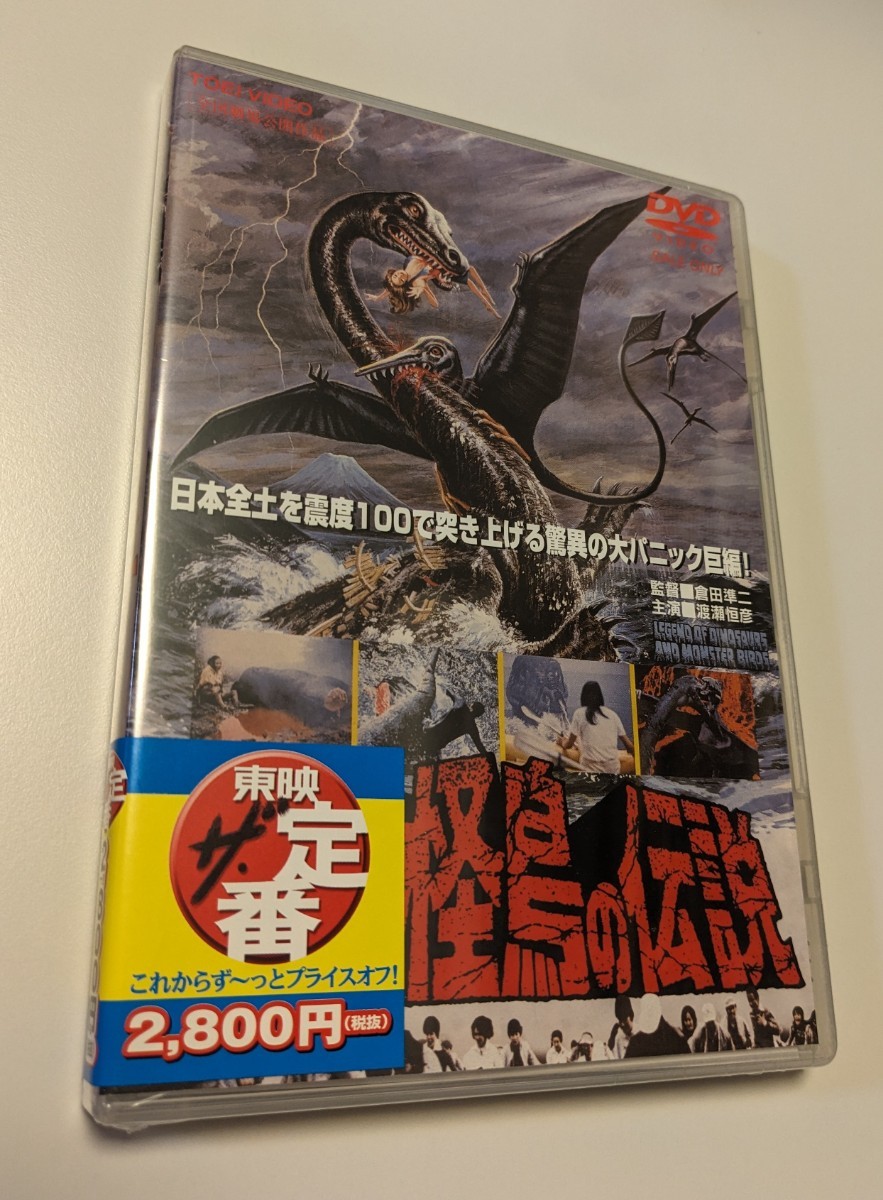 TOEI VIDEO
DVD
日本全土を震度100で突き上げる驚異の大パニック巨編!
監督■倉田準二
主演■渡瀬恒彦
LEGEND OF DINOSAURS
AND MONSTER BIRDS
怪鳥の伝説
東映
ザ・定番
これからず〜っとプライスオフ!
2,800円(税抜)